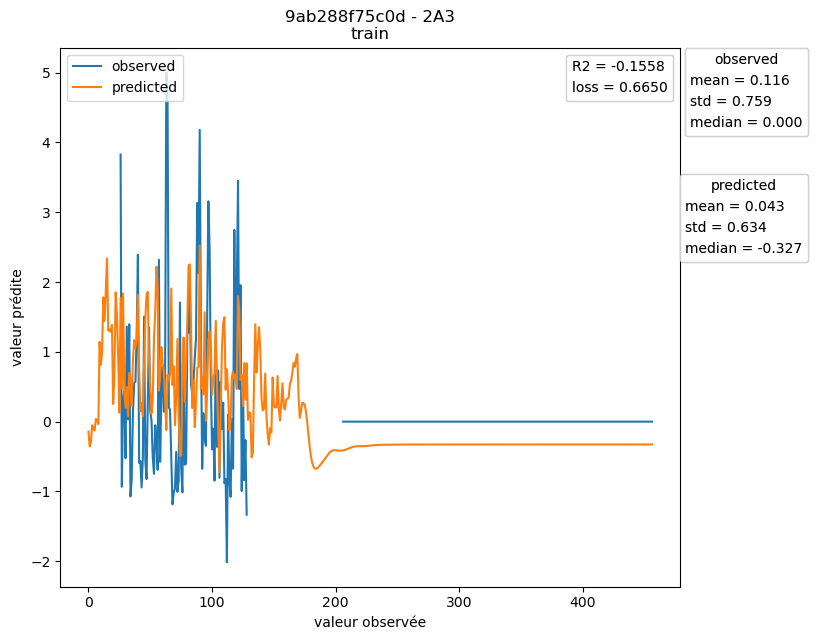 9ab288f75c0d - 2A3
train
observed
predicted
R2 = -0.1558
loss = 0.6650
observed
mean = 0.116
std = 0.759
median = 0.000
predicted
mean = 0.043
std = 0.634
median = -0.327
valeur prédite
5
4
3
2
1
0
−1
−2
0
100
200
300
400
valeur observée